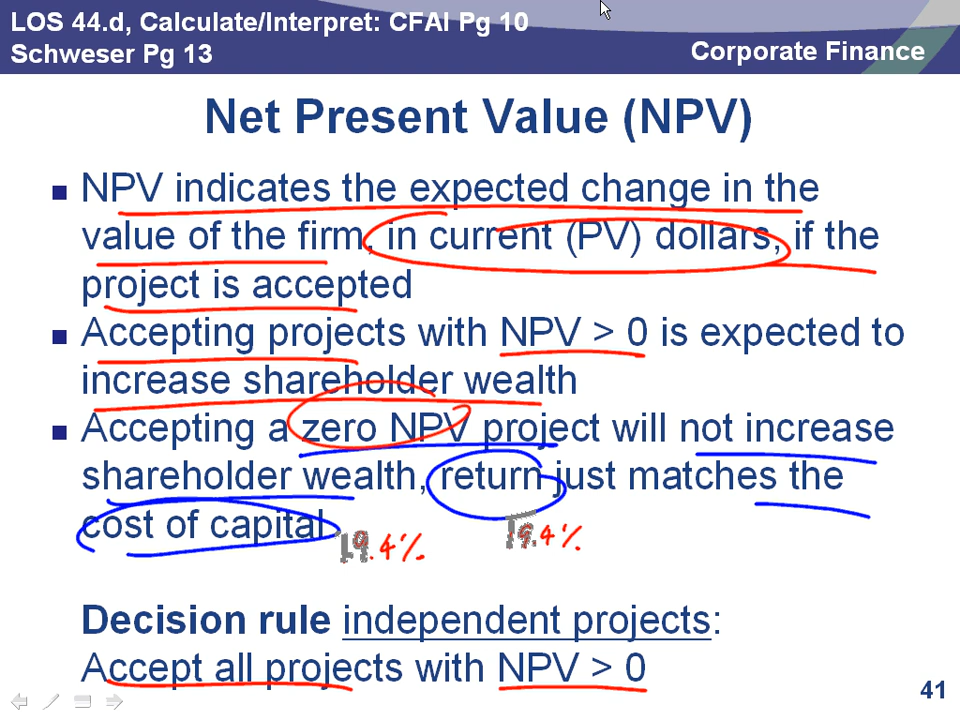 LOS 44.d, Calculate/Interpret: CFAI Pg 10
Schweser Pg 13
Corporate Finance
Net Present Value (NPV)
NPV indicates the expected change in the
value of the firm, in current (PV) dollars, if the
project is accepted
Accepting projects with NPV > 0 is expected to
increase shareholder wealth
Accepting a zero NPV project will not increase
shareholder wealth, return just matches the
cost of capital
19.4% 19.4%
Decision rule independent projects:
Accept all projects with NPV > 0
41